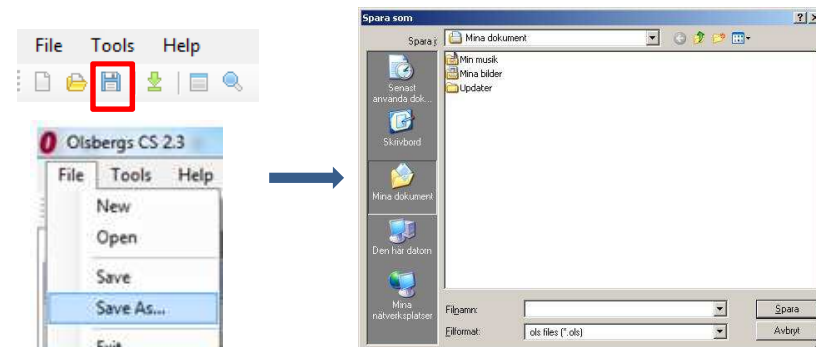 File Tools Help
Olsbergs CS 2.3
File Tools Help
New
Open
Save
Save As...
Exit
Spara som
Spara i:
Mina dokument
Min musik
Mina bilder
Updater
Senast
använda dok...
Skrivbord
Mina dokument
Den här datorn
Mina
nätverksplatser
Filnamn:
Spara
Filformat:
ols files (*.ols)
Avbryt